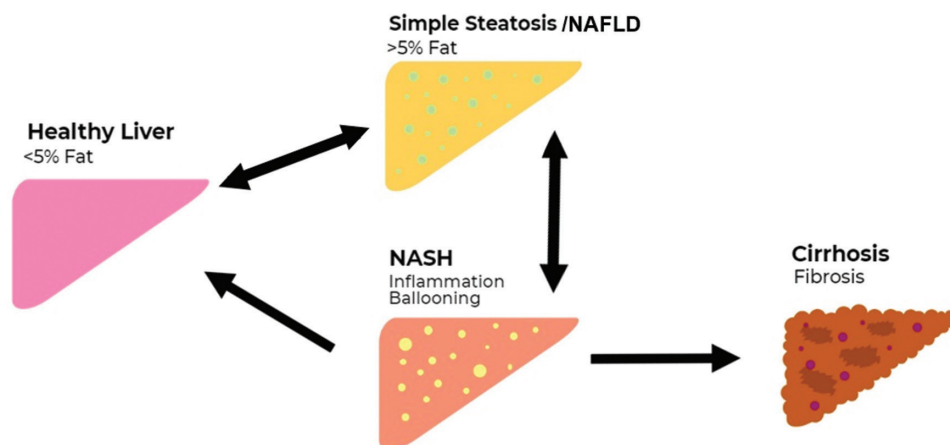 Simple Steatosis /NAFLD
>5% Fat
Healthy Liver
<5% Fat
NASH
Inflammation
Ballooning
Cirrhosis
Fibrosis